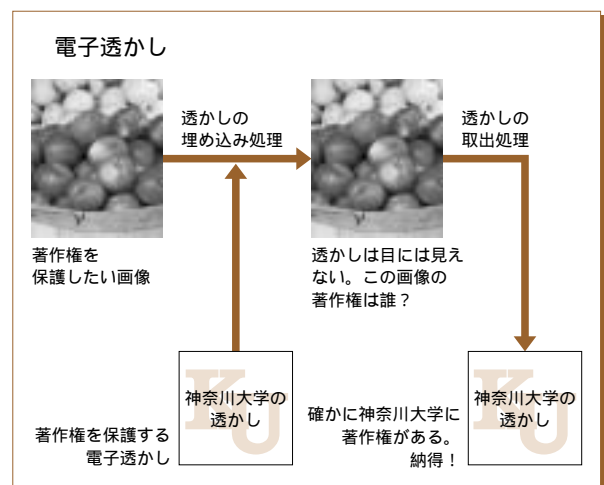 電子透かし
透かしの
埋め込み処理
透かしの
取出処理
著作権を
保護したい画像
透かしは目には見え
ない。この画像の
著作権は誰？
KU
神奈川大学の
透かし
著作権を保護する
電子透かし
確かに神奈川大学に
著作権がある。
納得！
KU
神奈川大学の
透かし